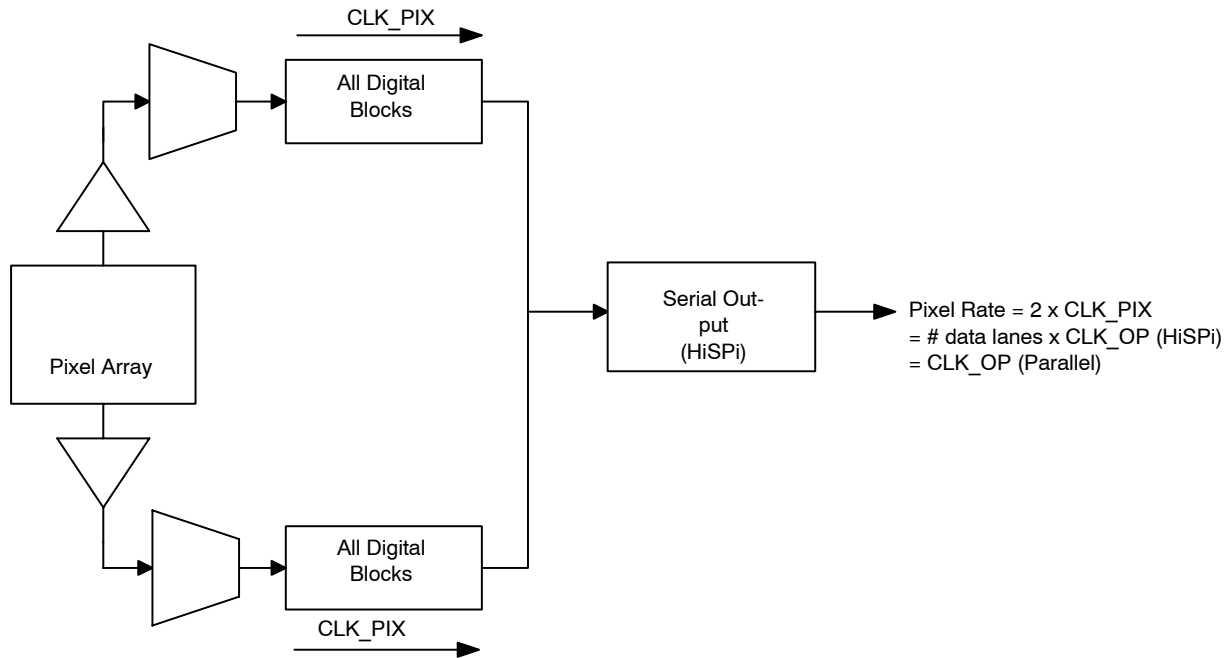 CLK_PIX
All Digital
Blocks
Pixel Array
Serial Out-
put
(HiSPi)
Pixel Rate = 2 x CLK_PIX
= # data lanes x CLK_OP (HiSPi)
= CLK_OP (Parallel)
All Digital
Blocks
CLK_PIX